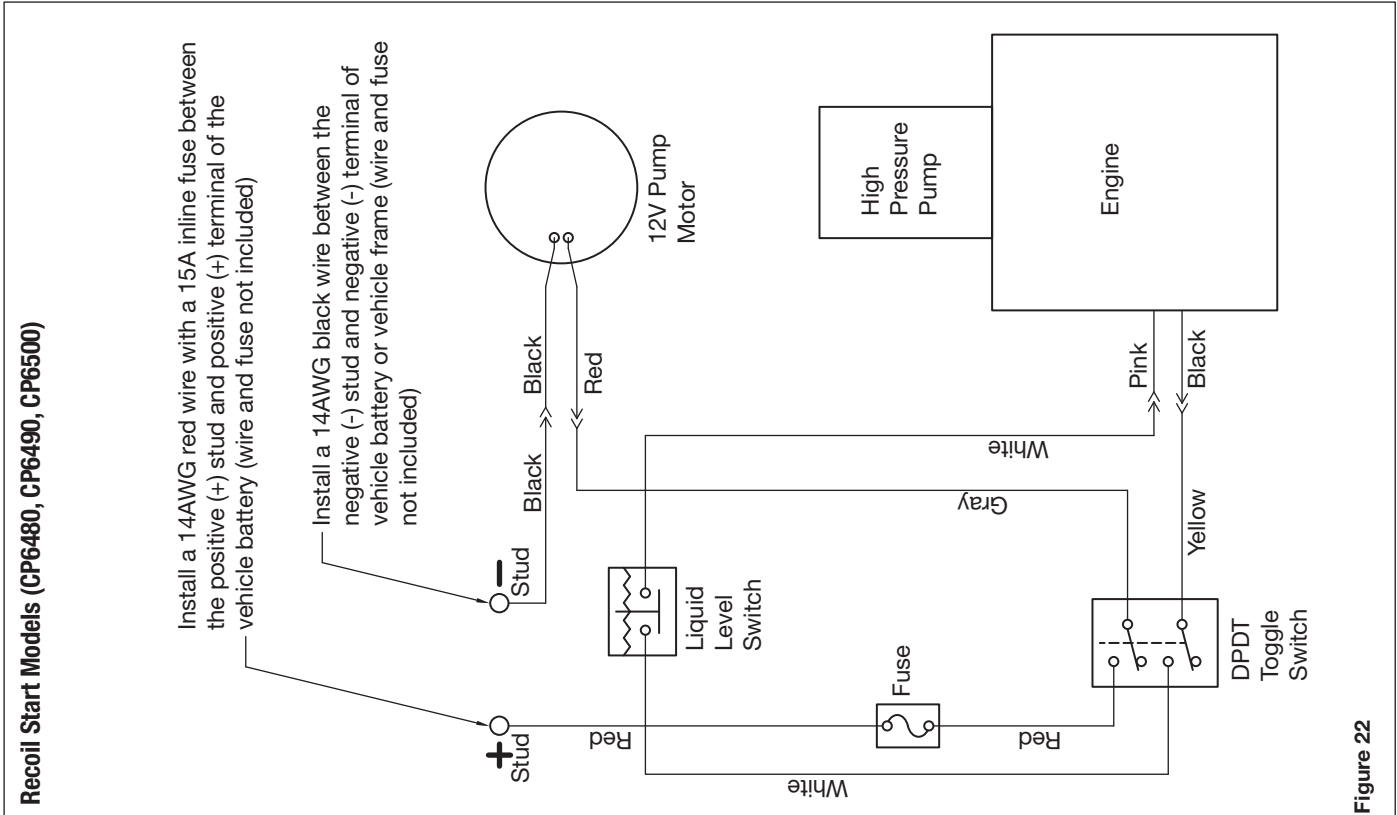 Recoil Start Models (CP6480, CP6490, CP6500)
Install a 14AWG red wire with a 15A inline fuse between
the positive (+) stud and positive (+) terminal of the
vehicle battery (wire and fuse not included)
Install a 14AWG black wire between the
negative (-) stud and negative (-) terminal of
vehicle battery or vehicle frame (wire and fuse
not included)
+
Stud
-
Stud
Black
Black
Red
12V Pump
Motor
Red
White
Fuse
Red
Liquid
Level
Switch
Gray
White
DPDT
Toggle
Switch
Yellow
Pink
Black
High
Pressure
Pump
Engine
Figure 22